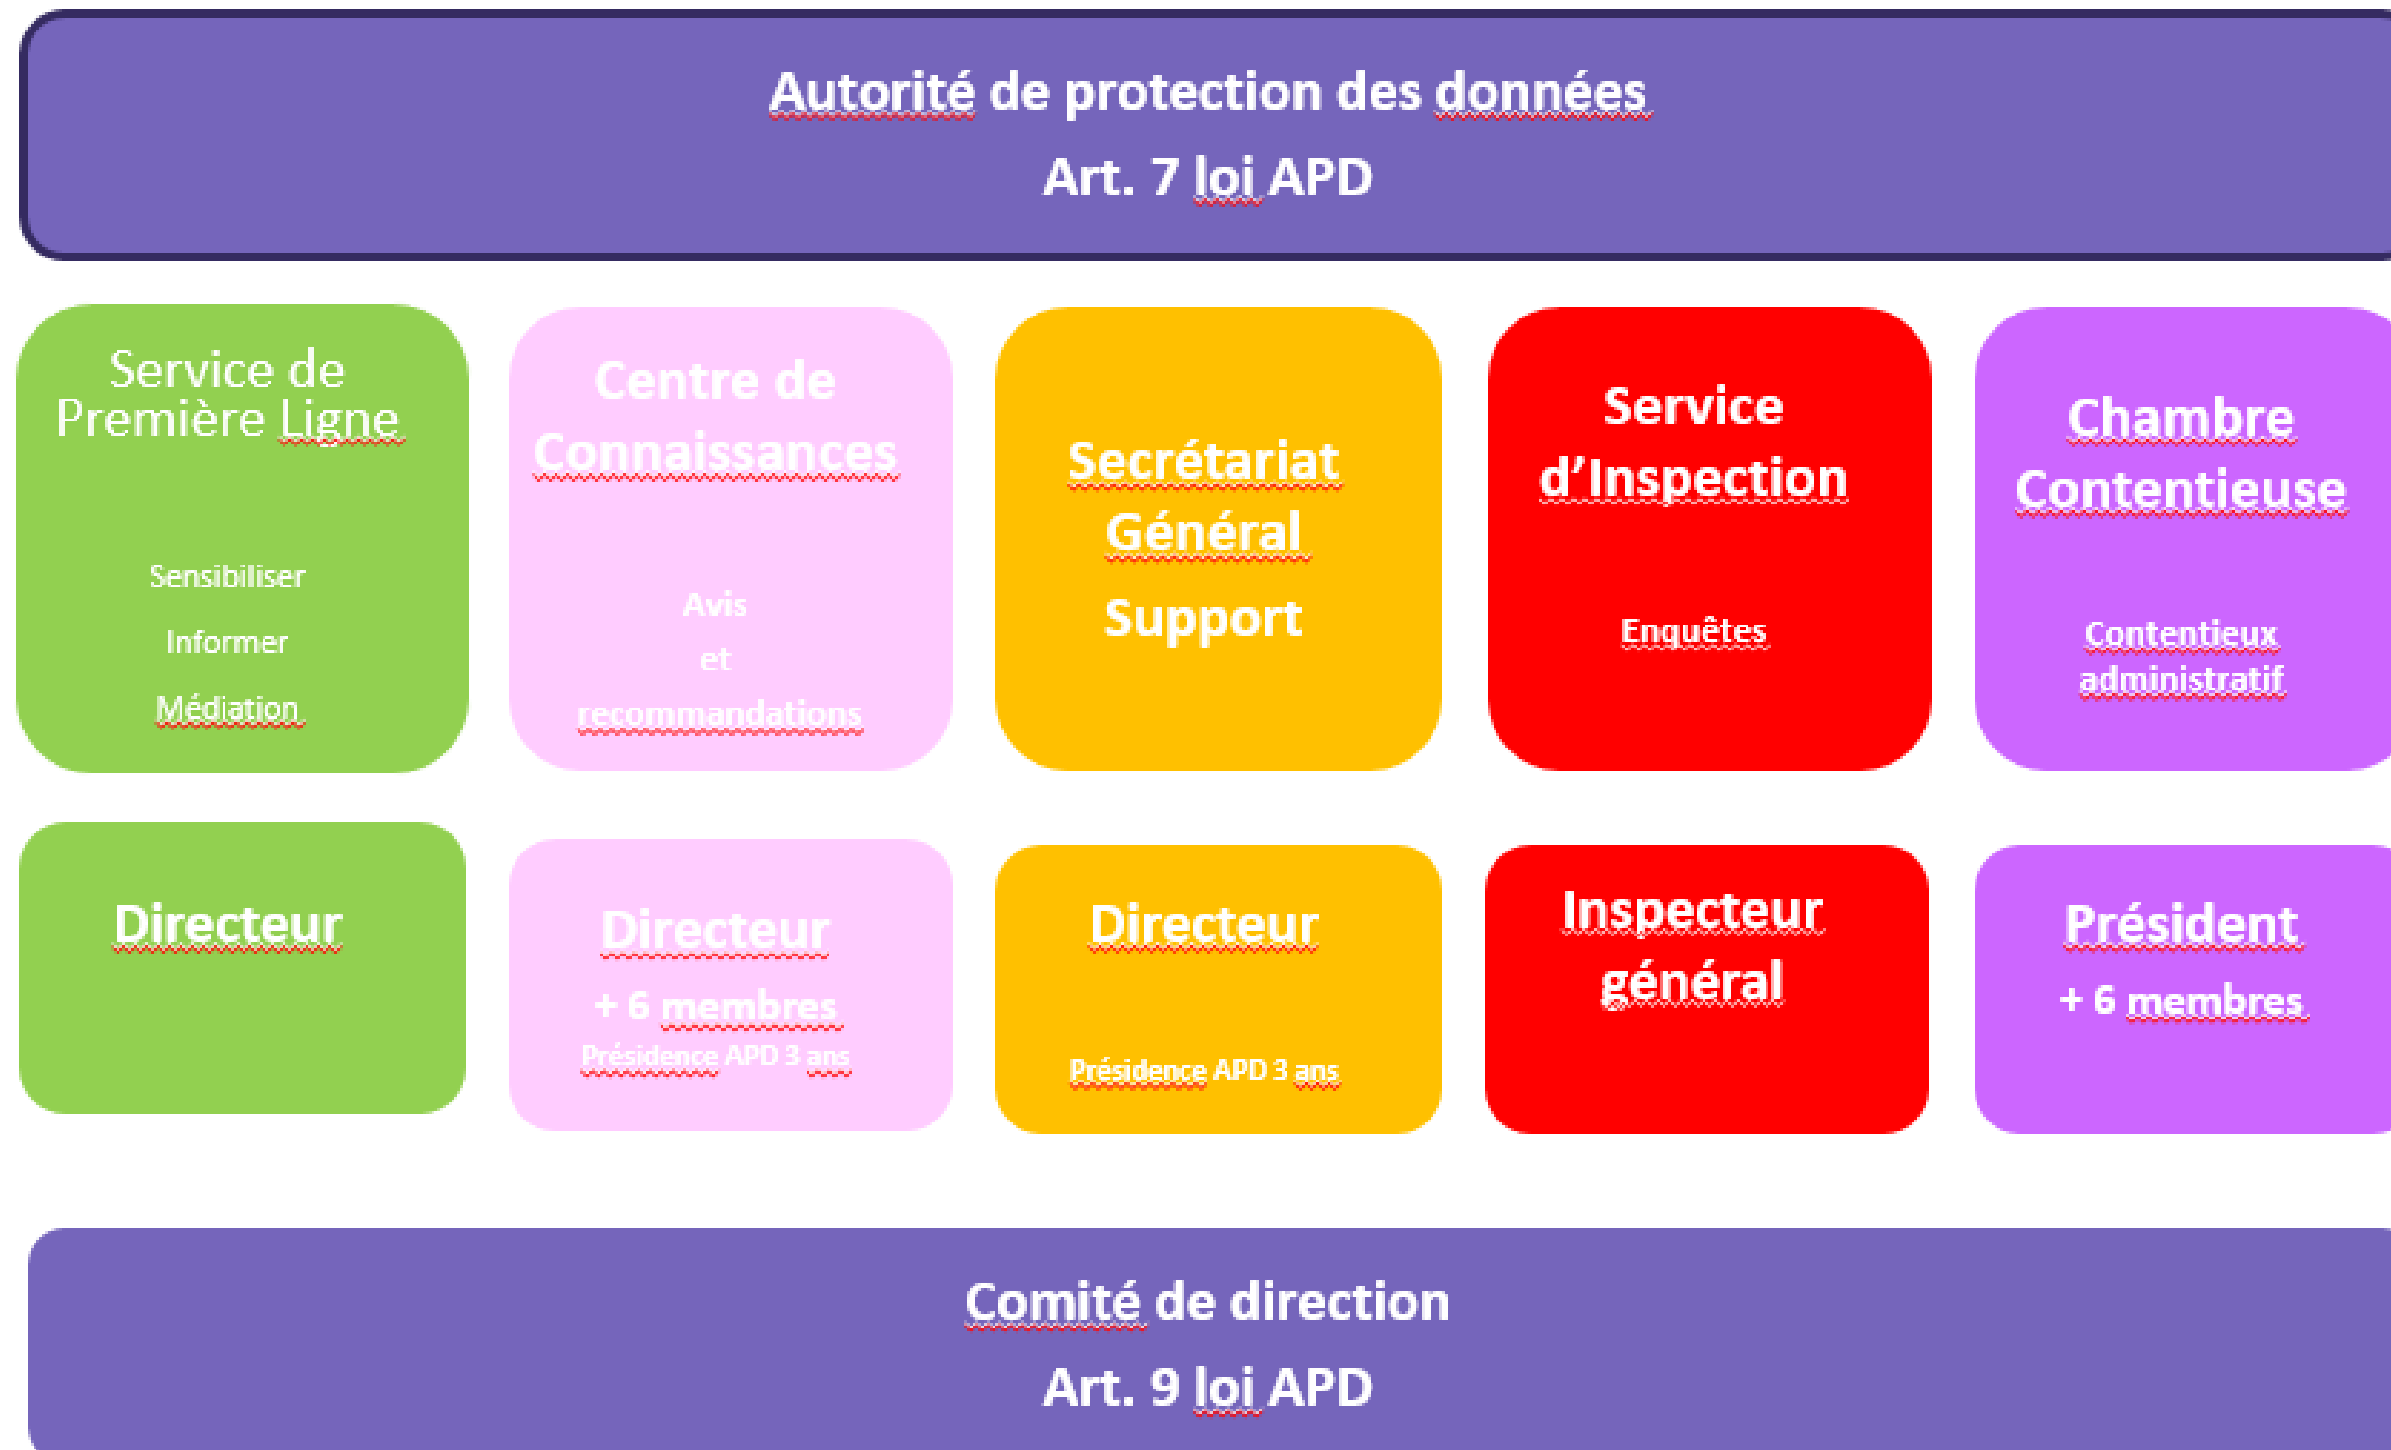 Autorité de protection des données
Art. 7 loi APD
Service de
Première Ligne
Sensibiliser
Informer
Médiation
Centre de
Connaissances
Avis
et
recommandations
Secrétariat
Général
Support
Service
d’Inspection
Enquêtes
Chambre
Contentieuse
Contentieux
administratif
Directeur
Directeur
+ 6 membres
Présidence APD 3 ans
Directeur
Présidence APD 3 ans
Inspecteur
général
Président
+ 6 membres
Comité de direction
Art. 9 loi APD